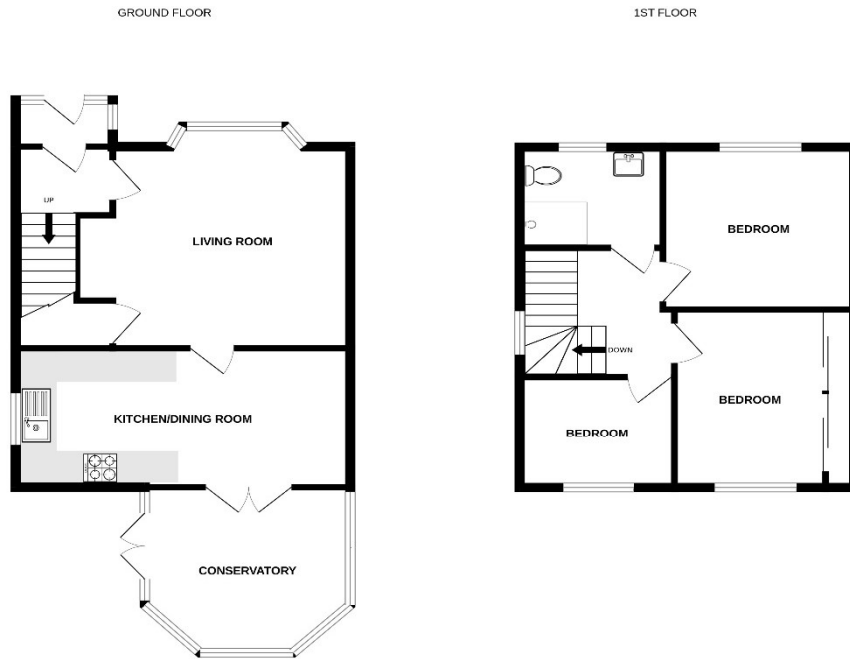 GROUND FLOOR
1ST FLOOR
UP
LIVING ROOM
KITCHEN/DINING ROOM
CONSERVATORY
BEDROOM
DOWN
BEDROOM
BEDROOM